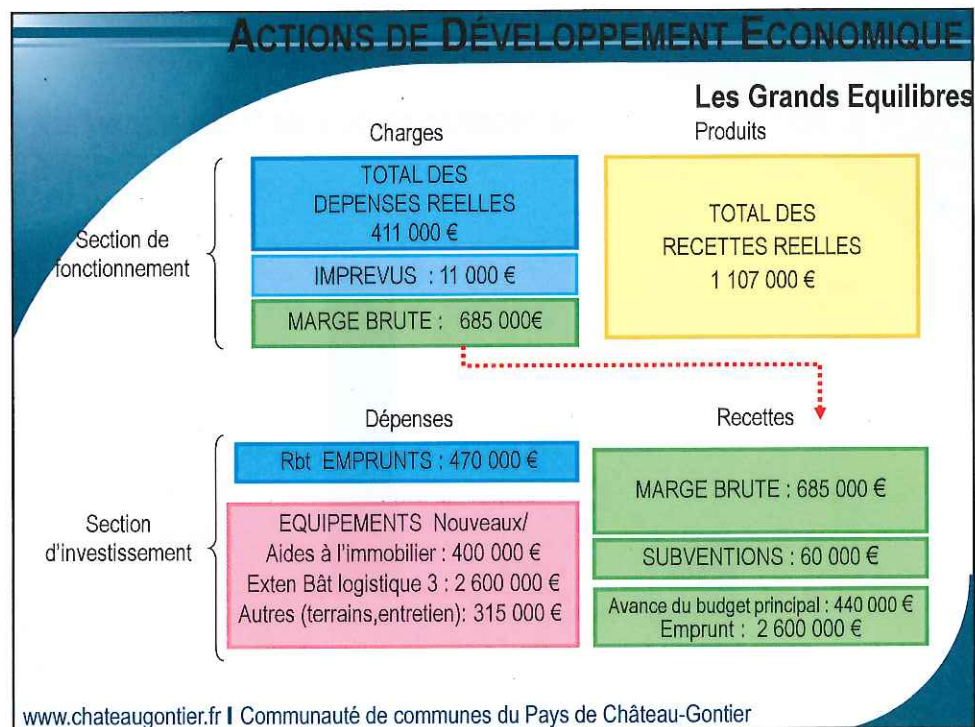 ACTIONS DE DÉVELOPPEMENT ECONOMIQUE
Les Grands Equilibres
Charges
Produits
Section de
fonctionnement
TOTAL DES
DEPENSES REELLES
411 000 €
IMPREVUS : 11 000 €
MARGE BRUTE : 685 000€
TOTAL DES
RECETTES REELLES
1 107 000 €
Dépenses
Recettes
Section
d'investissement
Rbt EMPRUNTS : 470 000 €
EQUIPEMENTS Nouveaux/
Aides à l'immobilier : 400 000 €
Exten Bât logistique 3 : 2 600 000 €
Autres (terrains,entretien): 315 000 €
MARGE BRUTE : 685 000 €
SUBVENTIONS : 60 000 €
Avance du budget principal : 440 000€
Emprunt : 2 600 000 €
www.chateaugontier.fr I Communauté de communes du Pays de Château-Gontier